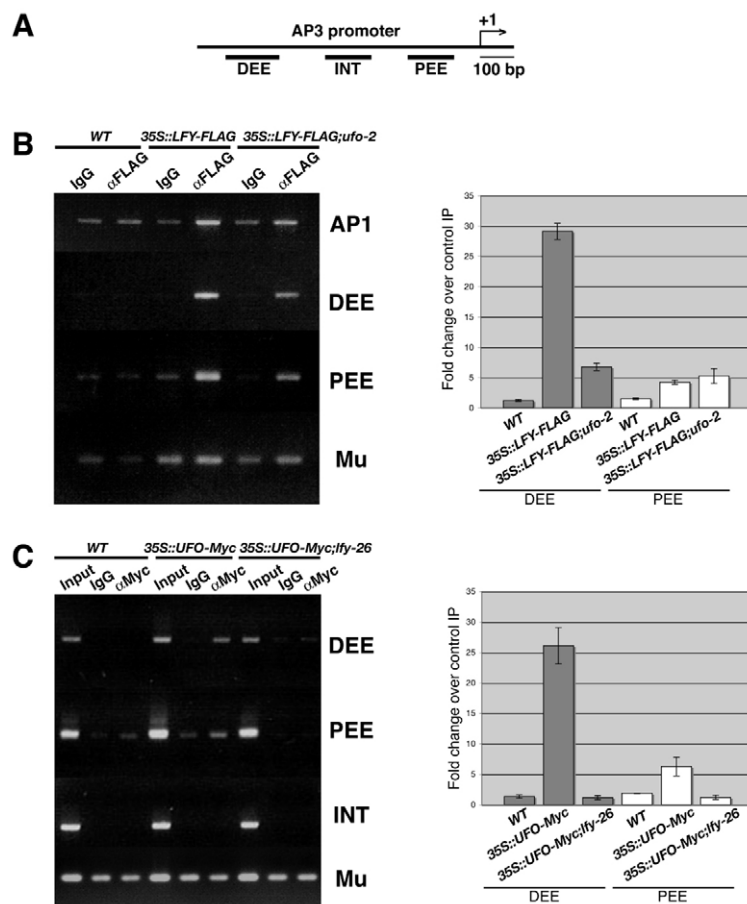 A
AP3 promoter
+1
DEE
INT
PEE
100 bp
B
WT
35S::LFY-FLAG
35S::LFY-FLAG;ufo-2
IgG
αFLAG
IgG
αFLAG
IgG
αFLAG
AP1
DEE
PEE
Mu
Fold change over control IP
35
30
25
20
15
10
5
0
WT
35S::LFY-FLAG
35S::LFY-FLAG;ufo-2
WT
35S::LFY-FLAG
35S::LFY-FLAG;ufo-2
DEE
PEE
C
WT
35S::UFO-Myc
35S::UFO-Myc;lfy-26
Input
IgG
αMyc
Input
IgG
αMyc
Input
IgG
αMyc
DEE
PEE
INT
Mu
Fold change over control IP
35
30
25
20
15
10
5
0
WT
35S::UFO-Myc
35S::UFO-Myc;lfy-26
WT
35S::UFO-Myc
35S::UFO-Myc;lfy-26
DEE
PEE